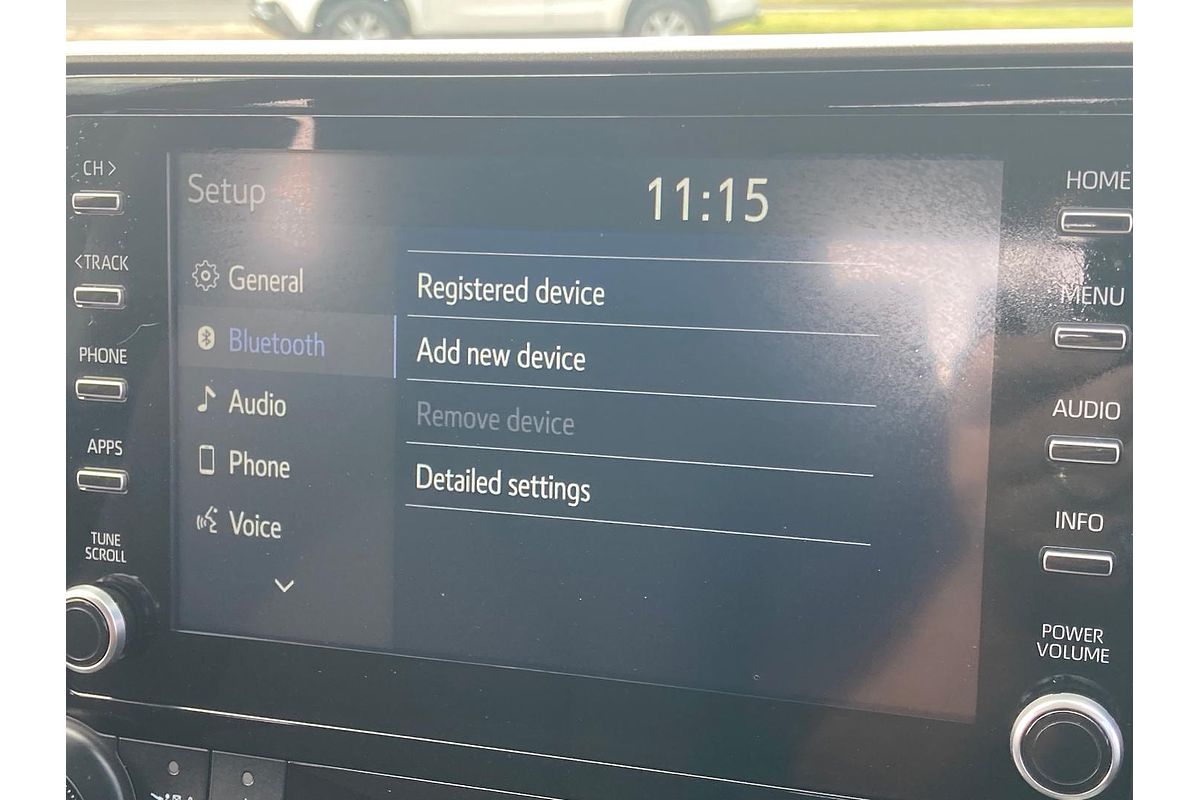 CH>
<TRACK
PHONE
APPS
TUNE
SCROLL
Setup
11:15
General
Bluetooth
Audio
Phone
Voice
Registered device
Add new device
Remove device
Detailed settings
HOME
MENU
AUDIO
INFO
POWER
VOLUME